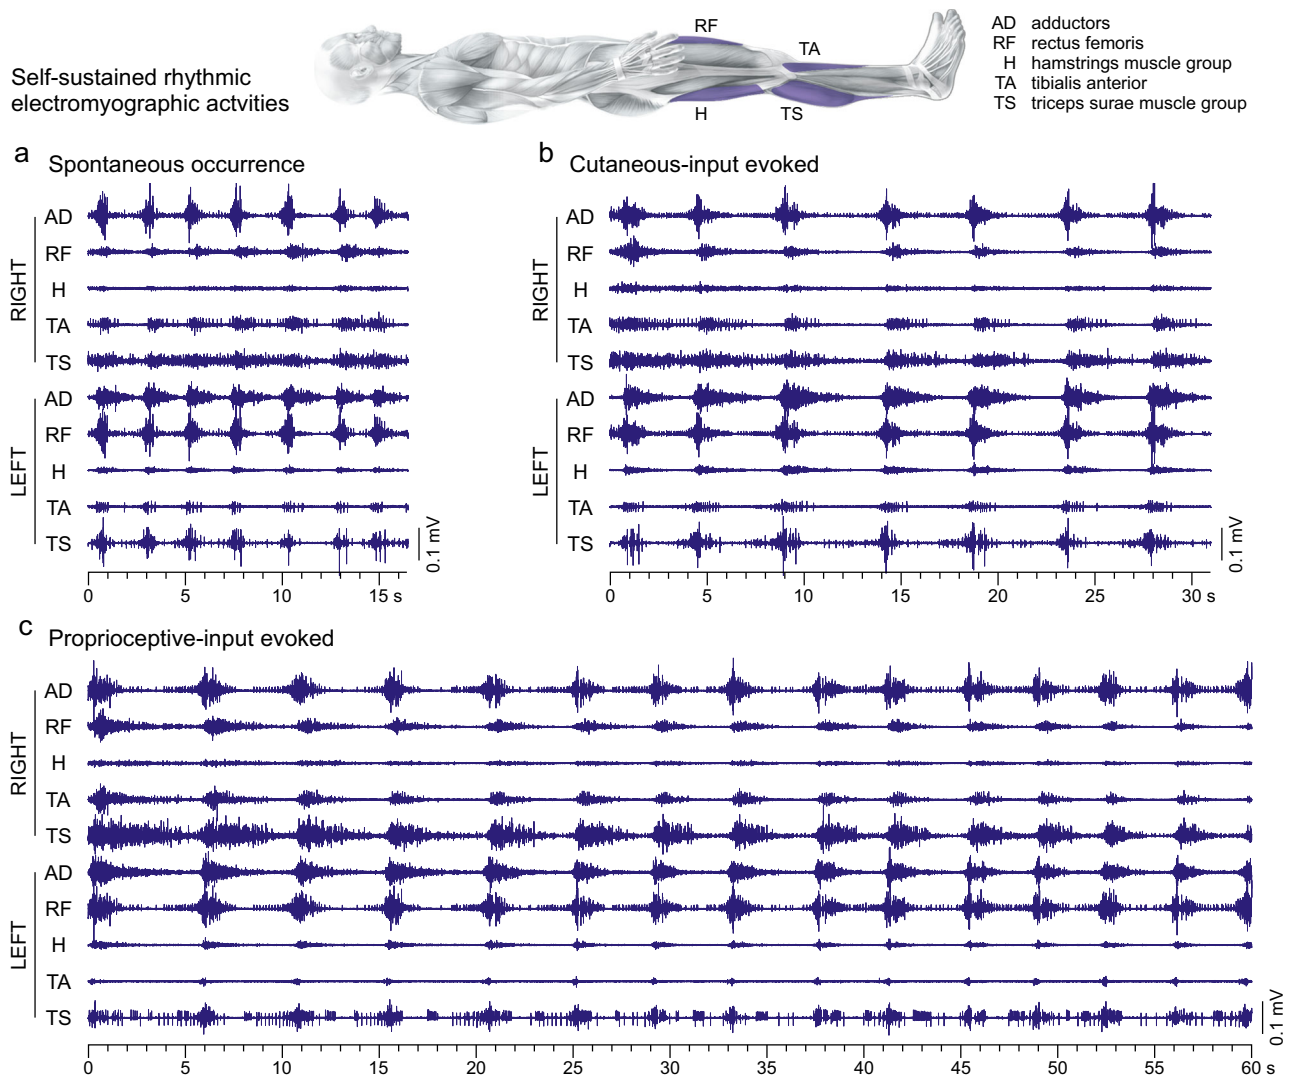 Self-sustained rhythmic
electromyographic actvities
RF
TA
H
TS
AD adductors
RF rectus femoris
H hamstrings muscle group
TA tibialis anterior
TS triceps surae muscle group
a Spontaneous occurrence
RIGHT
AD
RF
H
TA
TS
LEFT
AD
RF
H
TA
TS
0.1 mV
0 5 10 15 s
b Cutaneous-input evoked
RIGHT
AD
RF
H
TA
TS
LEFT
AD
RF
H
TA
TS
0.1 mV
0 5 10 15 20 25 30 s
c Proprioceptive-input evoked
RIGHT
AD
RF
H
TA
TS
LEFT
AD
RF
H
TA
TS
0.1 mV
0 5 10 15 20 25 30 35 40 45 50 55 60 s